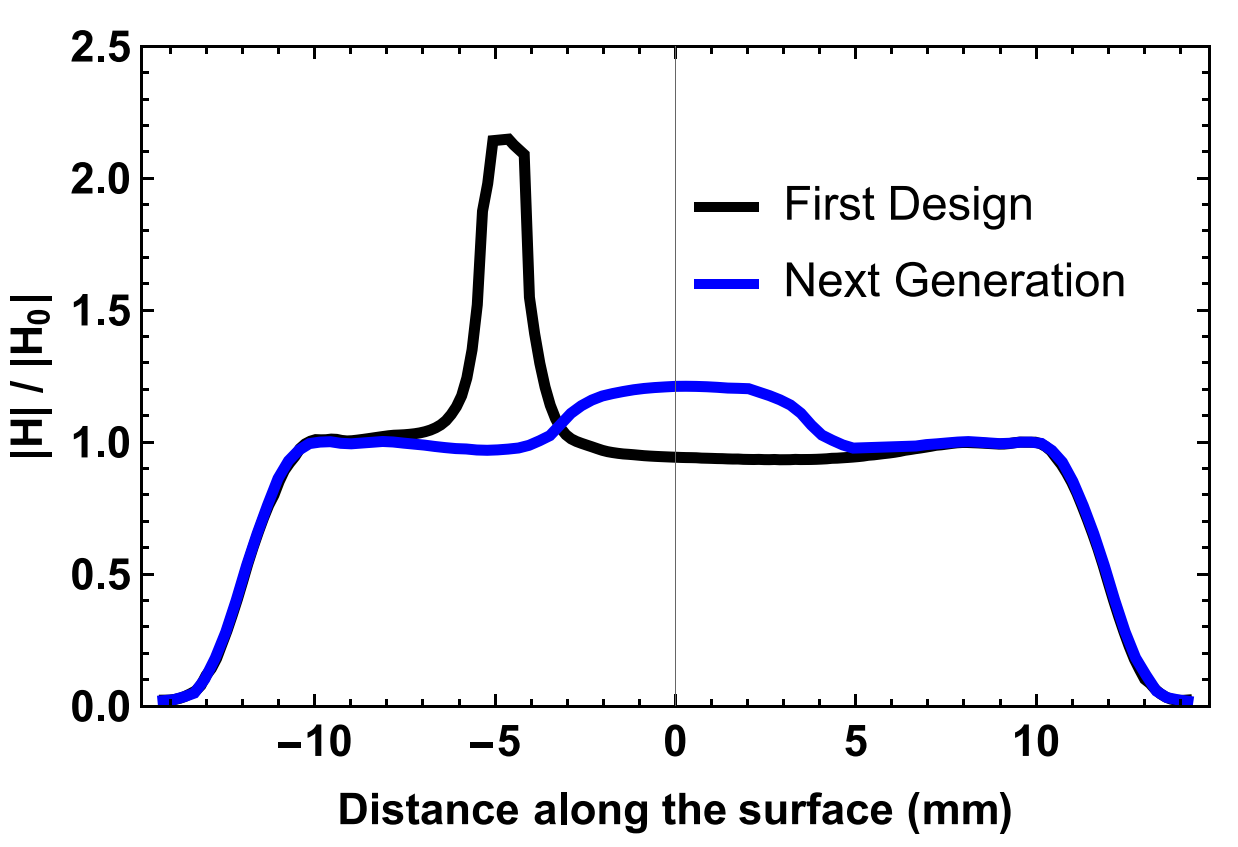 2.5
2.0
1.5
1.0
0.5
0.0
|H| / |H₀|
First Design
Next Generation
−10 −5 0 5 10
Distance along the surface (mm)